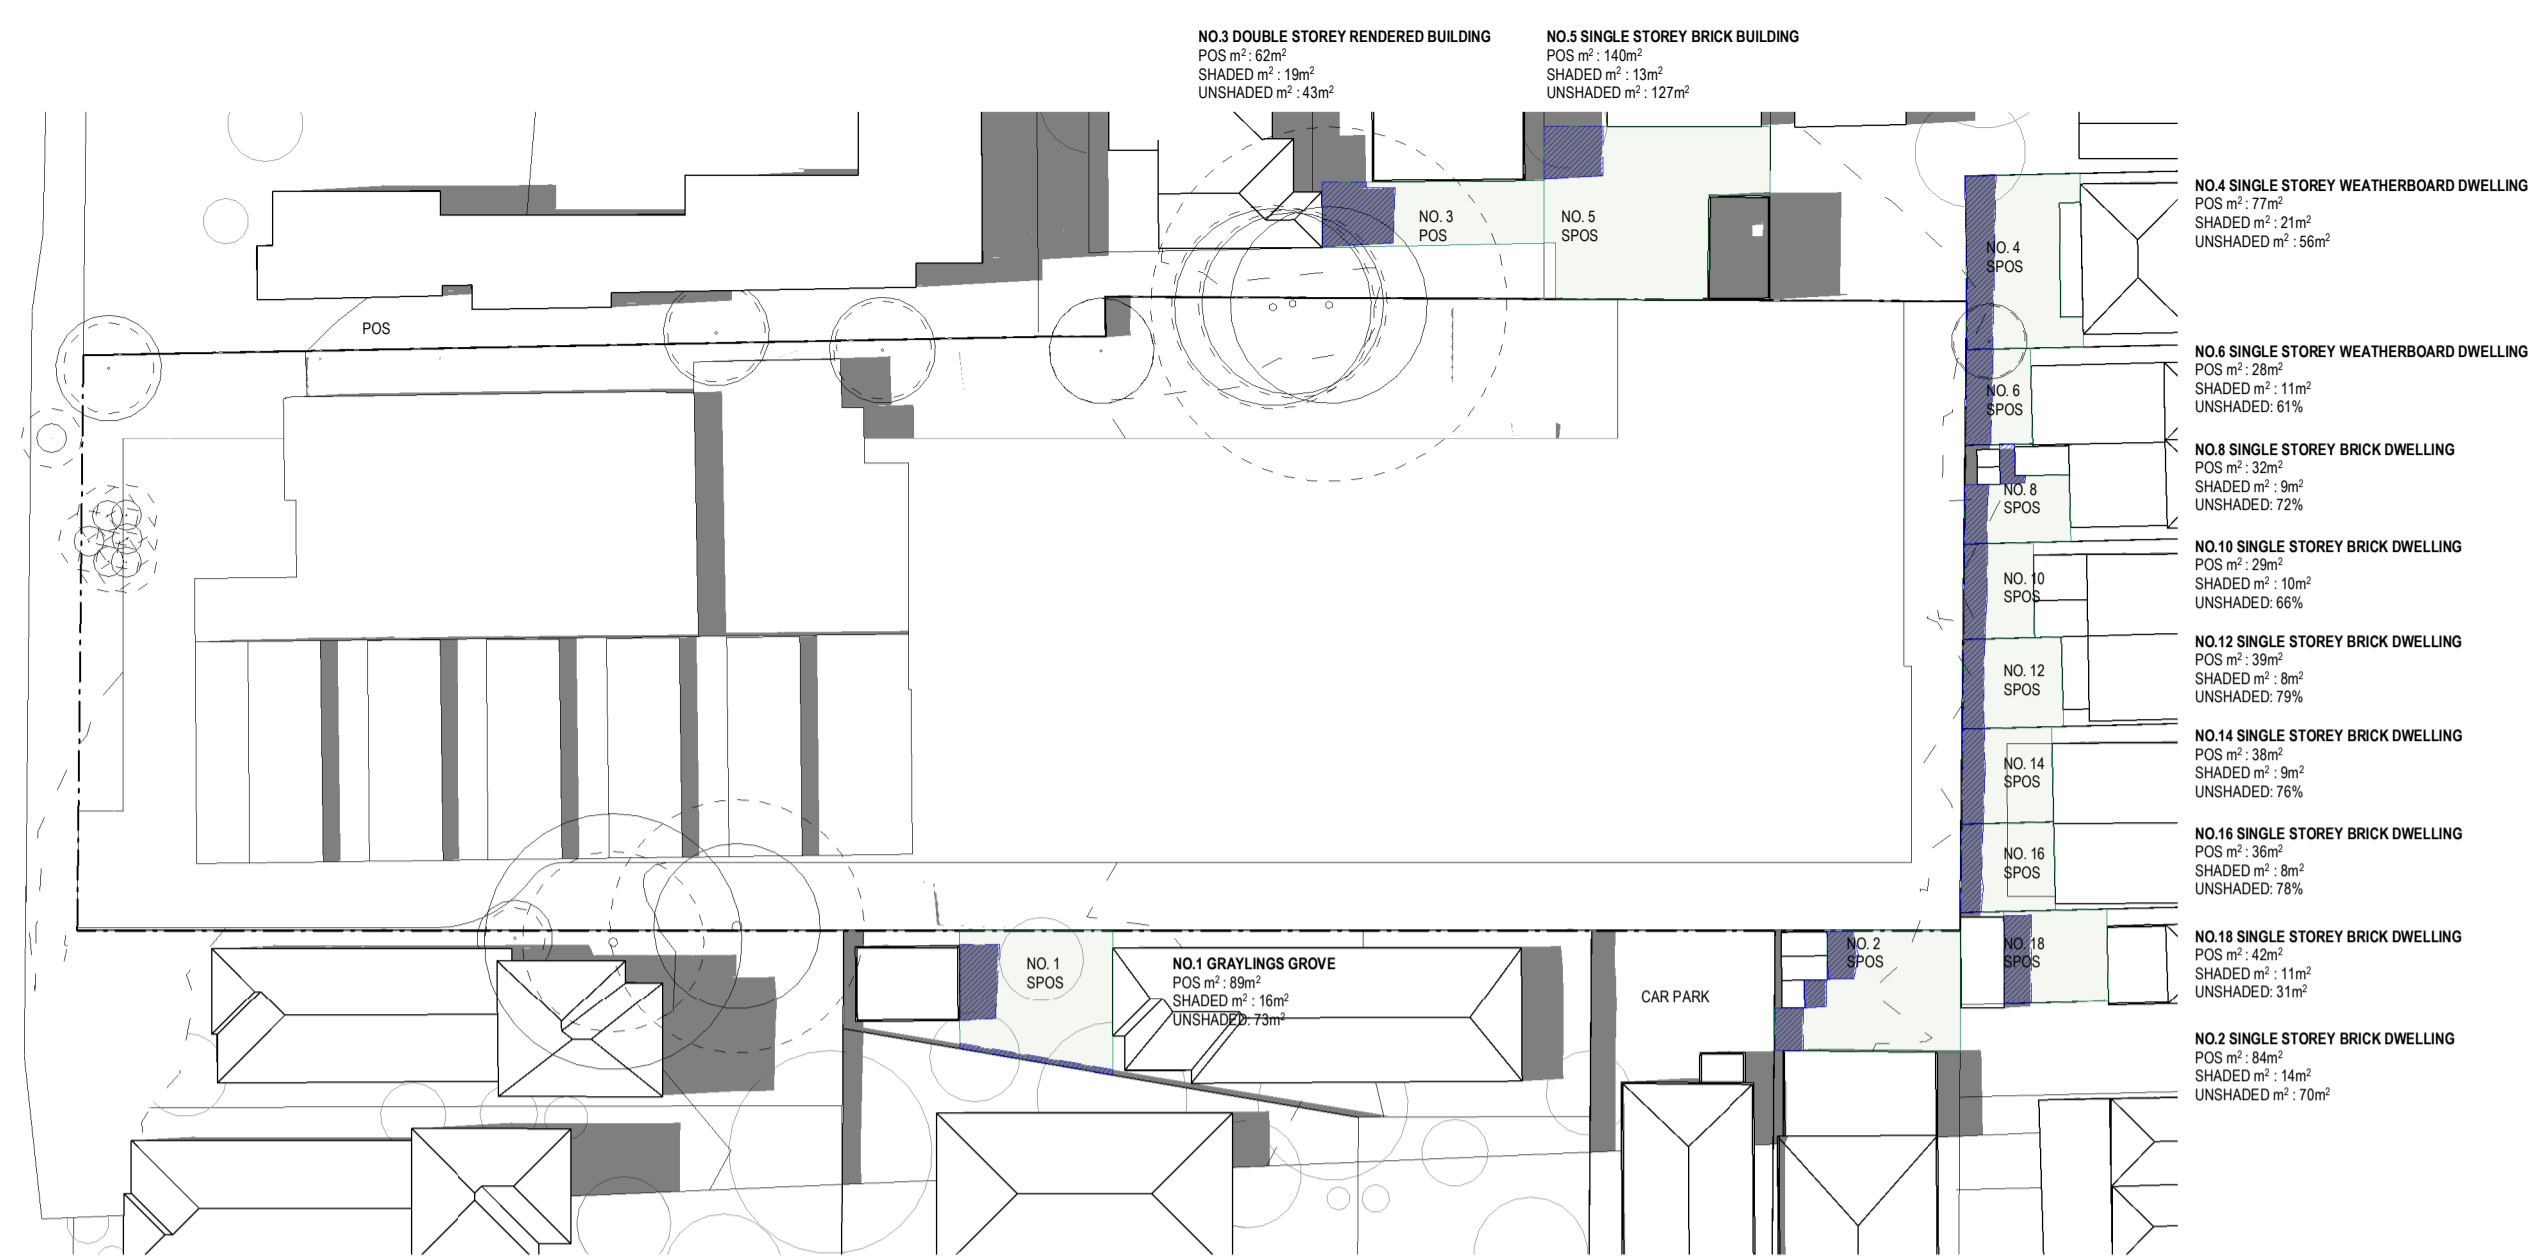 NO.3 DOUBLE STOREY RENDERED BUILDING
POS m² : 62m²
SHADED m² : 19m²
UNSHADED m² : 43m²
NO.5 SINGLE STOREY BRICK BUILDING
POS m² : 140m²
SHADED m² : 13m²
UNSHADED m² : 127m²
NO. 3
POS
NO. 5
SPOS
NO. 4
SPOS
NO.4 SINGLE STOREY WEATHERBOARD DWELLING
POS m² : 77m²
SHADED m² : 21m²
UNSHADED m² : 56m²
POS
NO. 6
SPOS
NO.6 SINGLE STOREY WEATHERBOARD DWELLING
POS m² : 28m²
SHADED m² : 11m²
UNSHADED: 61%
NO. 8
SPOS
NO.8 SINGLE STOREY BRICK DWELLING
POS m² : 32m²
SHADED m² : 9m²
UNSHADED: 72%
NO. 10
SPOS
NO.10 SINGLE STOREY BRICK DWELLING
POS m² : 29m²
SHADED m² : 10m²
UNSHADED: 66%
NO. 12
SPOS
NO.12 SINGLE STOREY BRICK DWELLING
POS m² : 39m²
SHADED m² : 8m²
UNSHADED: 79%
NO. 14
SPOS
NO.14 SINGLE STOREY BRICK DWELLING
POS m² : 38m²
SHADED m² : 9m²
UNSHADED: 76%
NO. 16
SPOS
NO.16 SINGLE STOREY BRICK DWELLING
POS m² : 36m²
SHADED m² : 8m²
UNSHADED: 78%
NO. 1
SPOS
NO.1 GRAYLINGS GROVE
POS m² : 89m²
SHADED m² : 16m²
UNSHADED: 73m²
CAR PARK
NO. 2
SPOS
NO. 18
SPOS
NO.18 SINGLE STOREY BRICK DWELLING
POS m² : 42m²
SHADED m² : 11m²
UNSHADED: 31m²
NO.2 SINGLE STOREY BRICK DWELLING
POS m² : 84m²
SHADED m² : 14m²
UNSHADED m² : 70m²